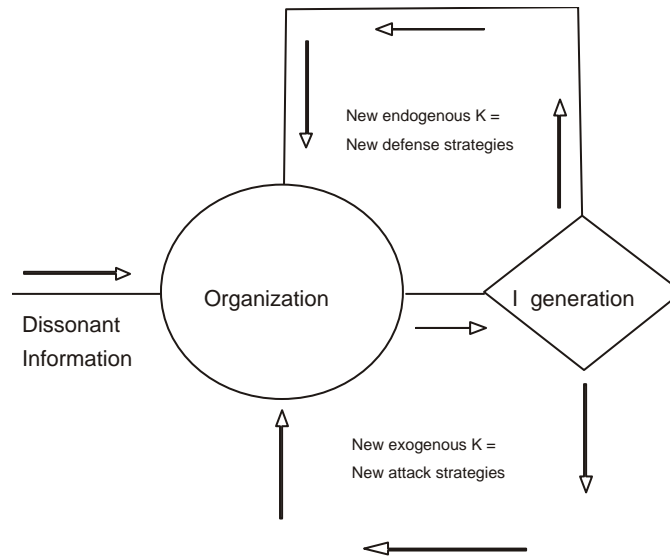 New endogenous K =
New defense strategies
Organization
I generation
Dissonant
Information
New exogenous K =
New attack strategies